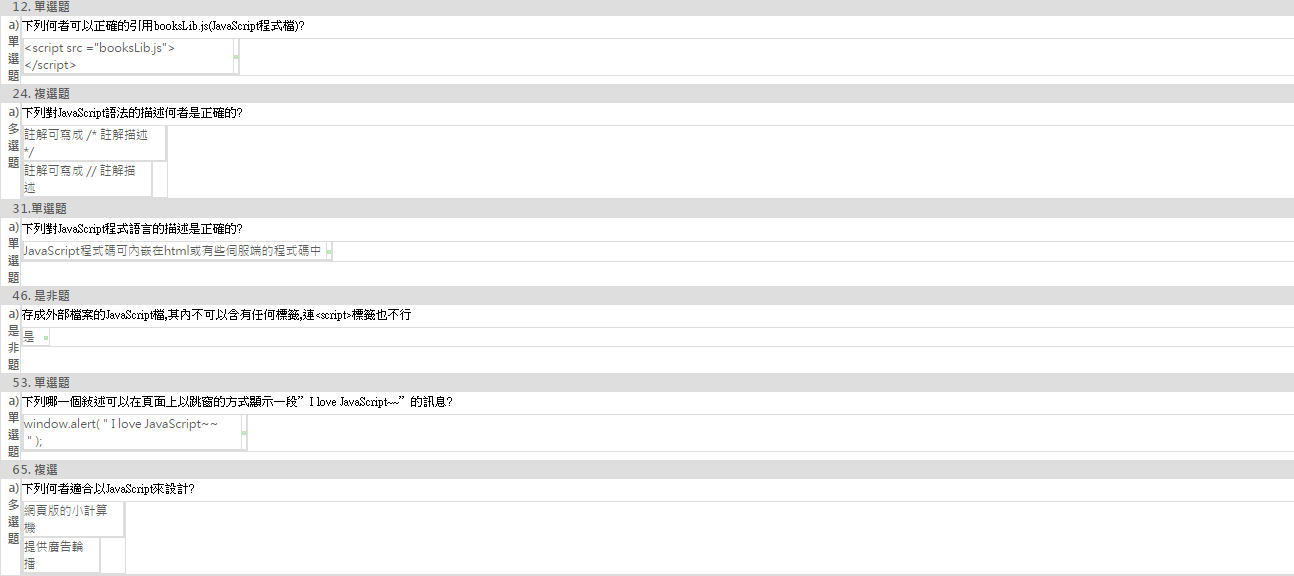 12. 單選題
a) 下列何者可以正確的引用booksLib.js(JavaScript程式檔)?
單選題
<script src ="booksLib.js">
</script>
24. 複選題
a) 下列對JavaScript語法的描述何者是正確的?
多選題
註解可寫成 /* 註解描述
*/
註解可寫成 // 註解描
述
31.單選題
a) 下列對JavaScript程式語言的描述是正確的?
單選題
JavaScript程式碼可內嵌在html或有些伺服端的程式碼中
46. 是非題
a) 存成外部檔案的JavaScript檔,其內不可以含有任何標籤,連<script>標籤也不行
是非題
是
53. 單選題
a) 下列哪一個敍述可以在頁面上以跳窗的方式顯示一段” I love JavaScript~~” 的訊息?
單選題
window.alert( " I love JavaScript~~
" );
65. 複選
a) 下列何者適合以JavaScript來設計?
多選題
網頁版的小計算
機
提供廣告輪
播